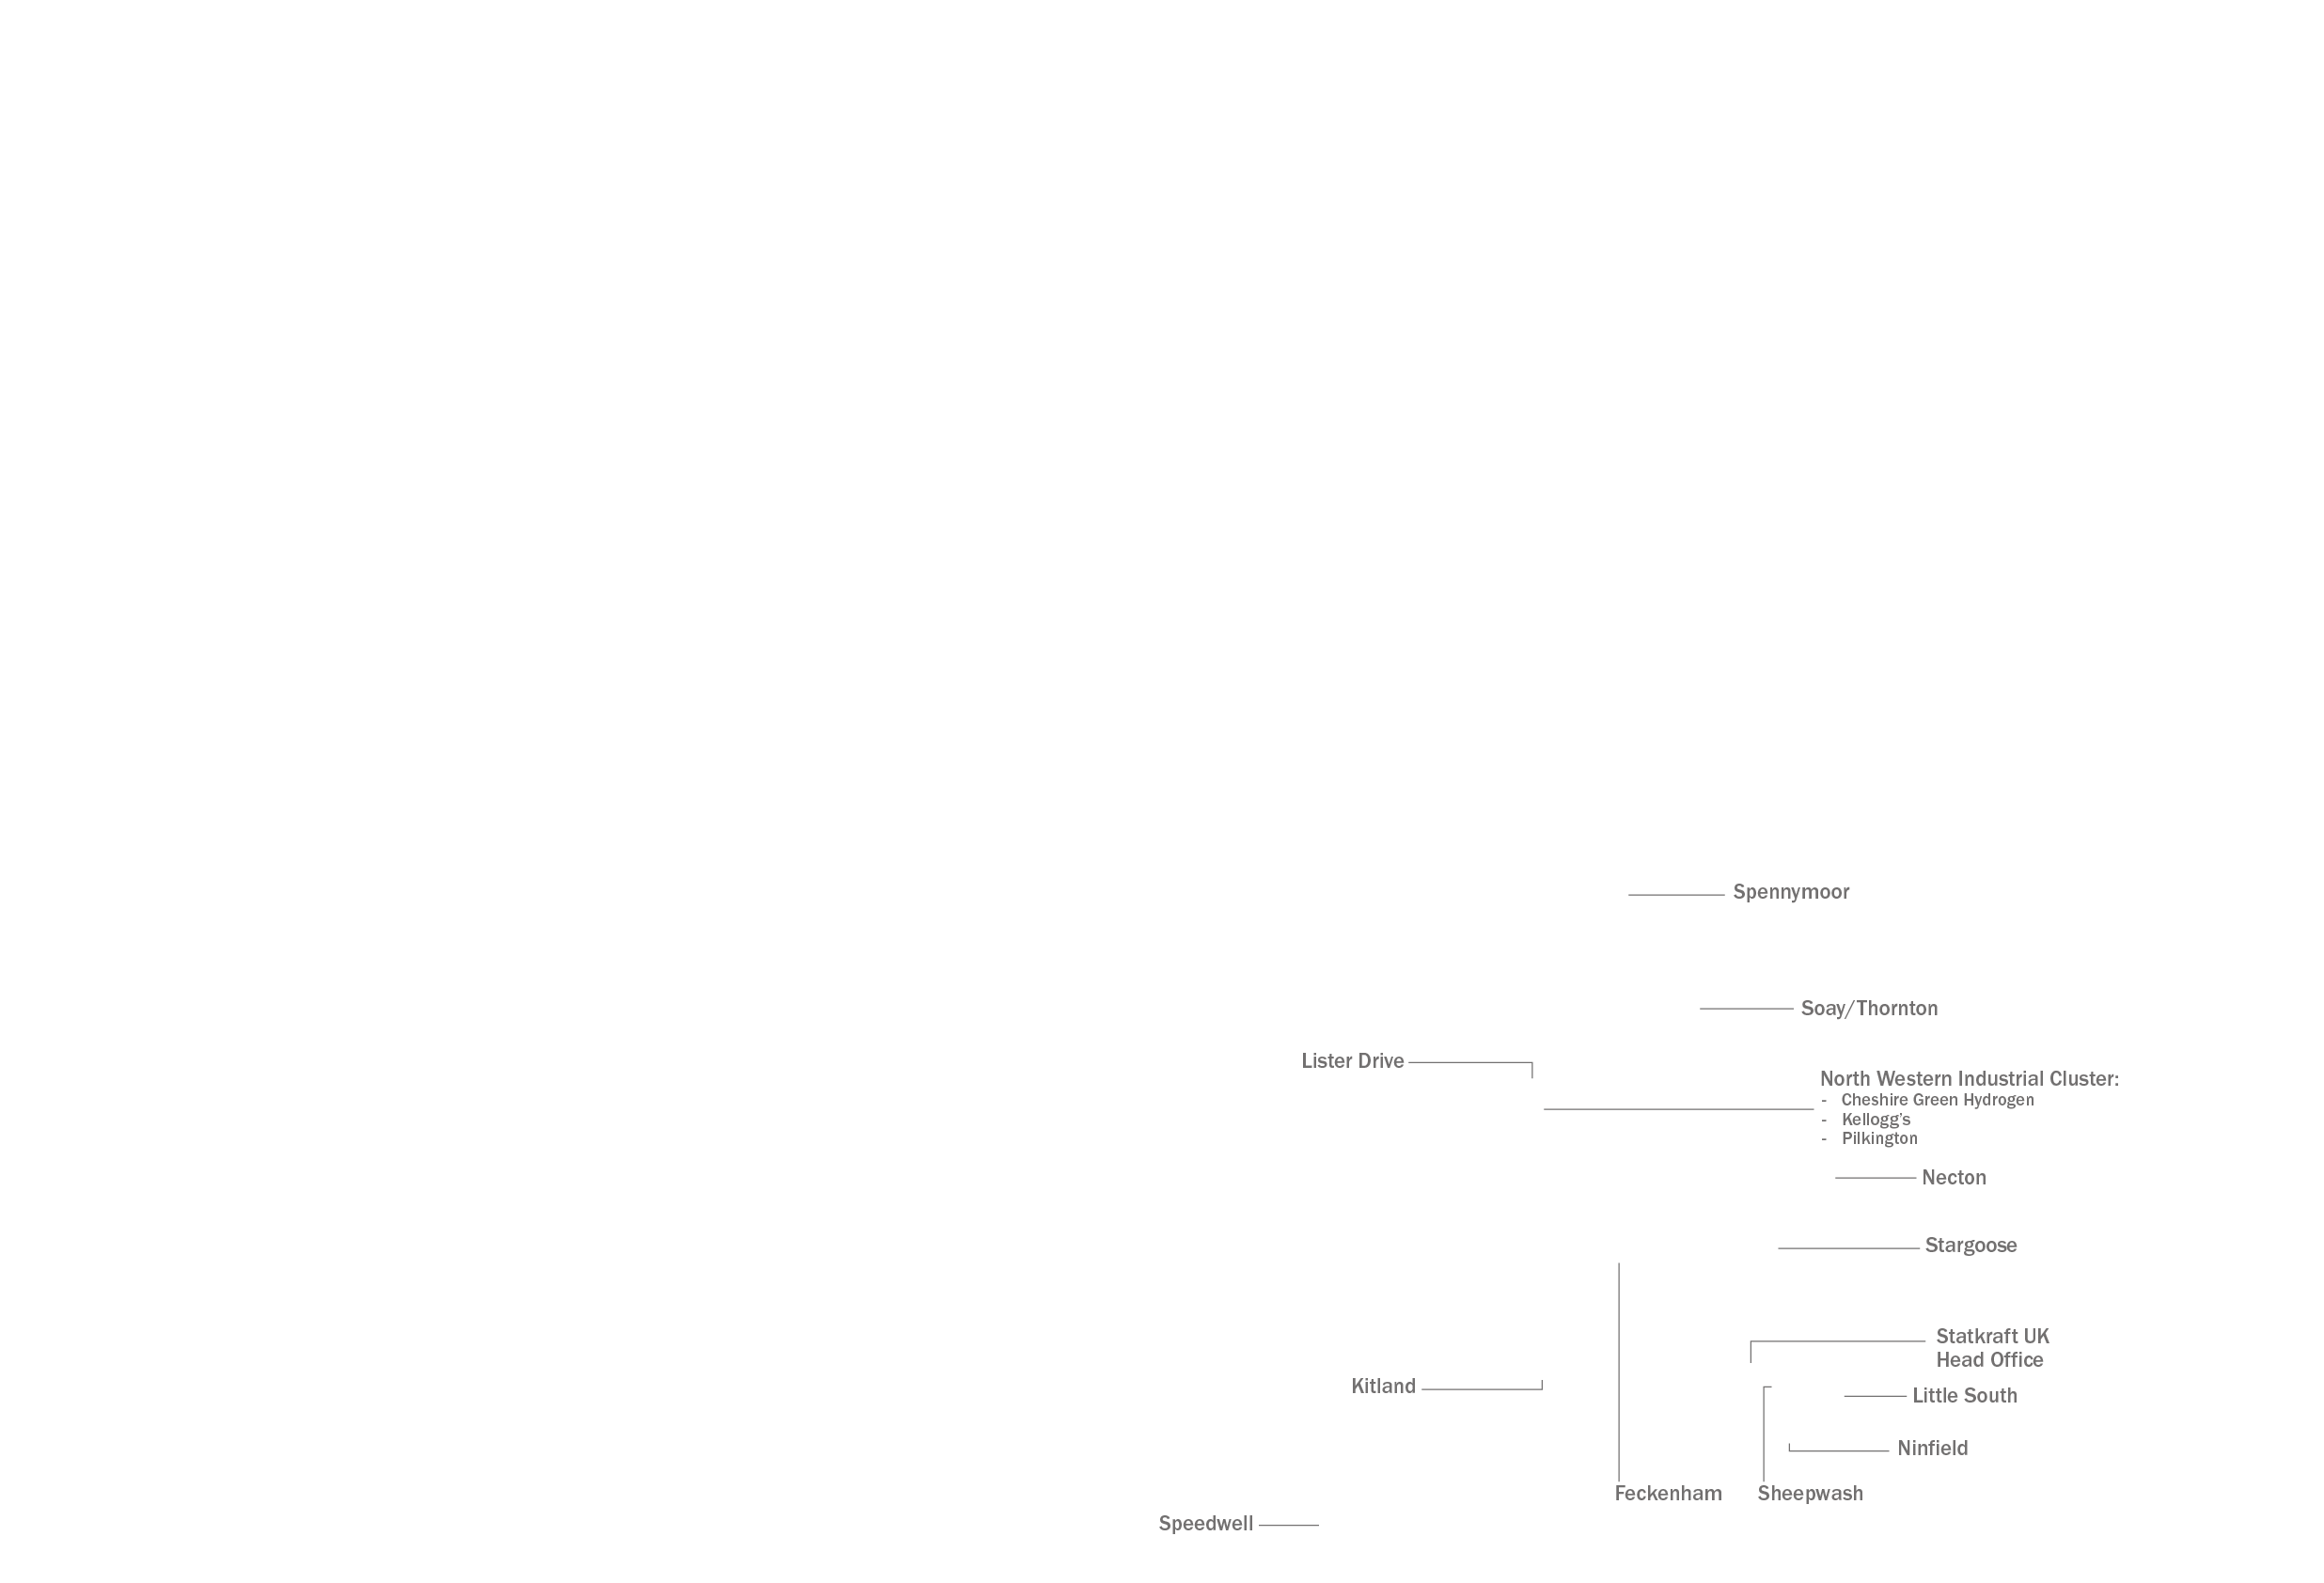 Spennymoor
Soay/Thornton
Lister Drive
North Western Industrial Cluster:
- Cheshire Green Hydrogen
- Kellogg's
- Pilkington
Necton
Stargoose
Statkraft UK
Head Office
Kitland
Little South
Ninfield
Feckenham
Sheepwash
Speedwell